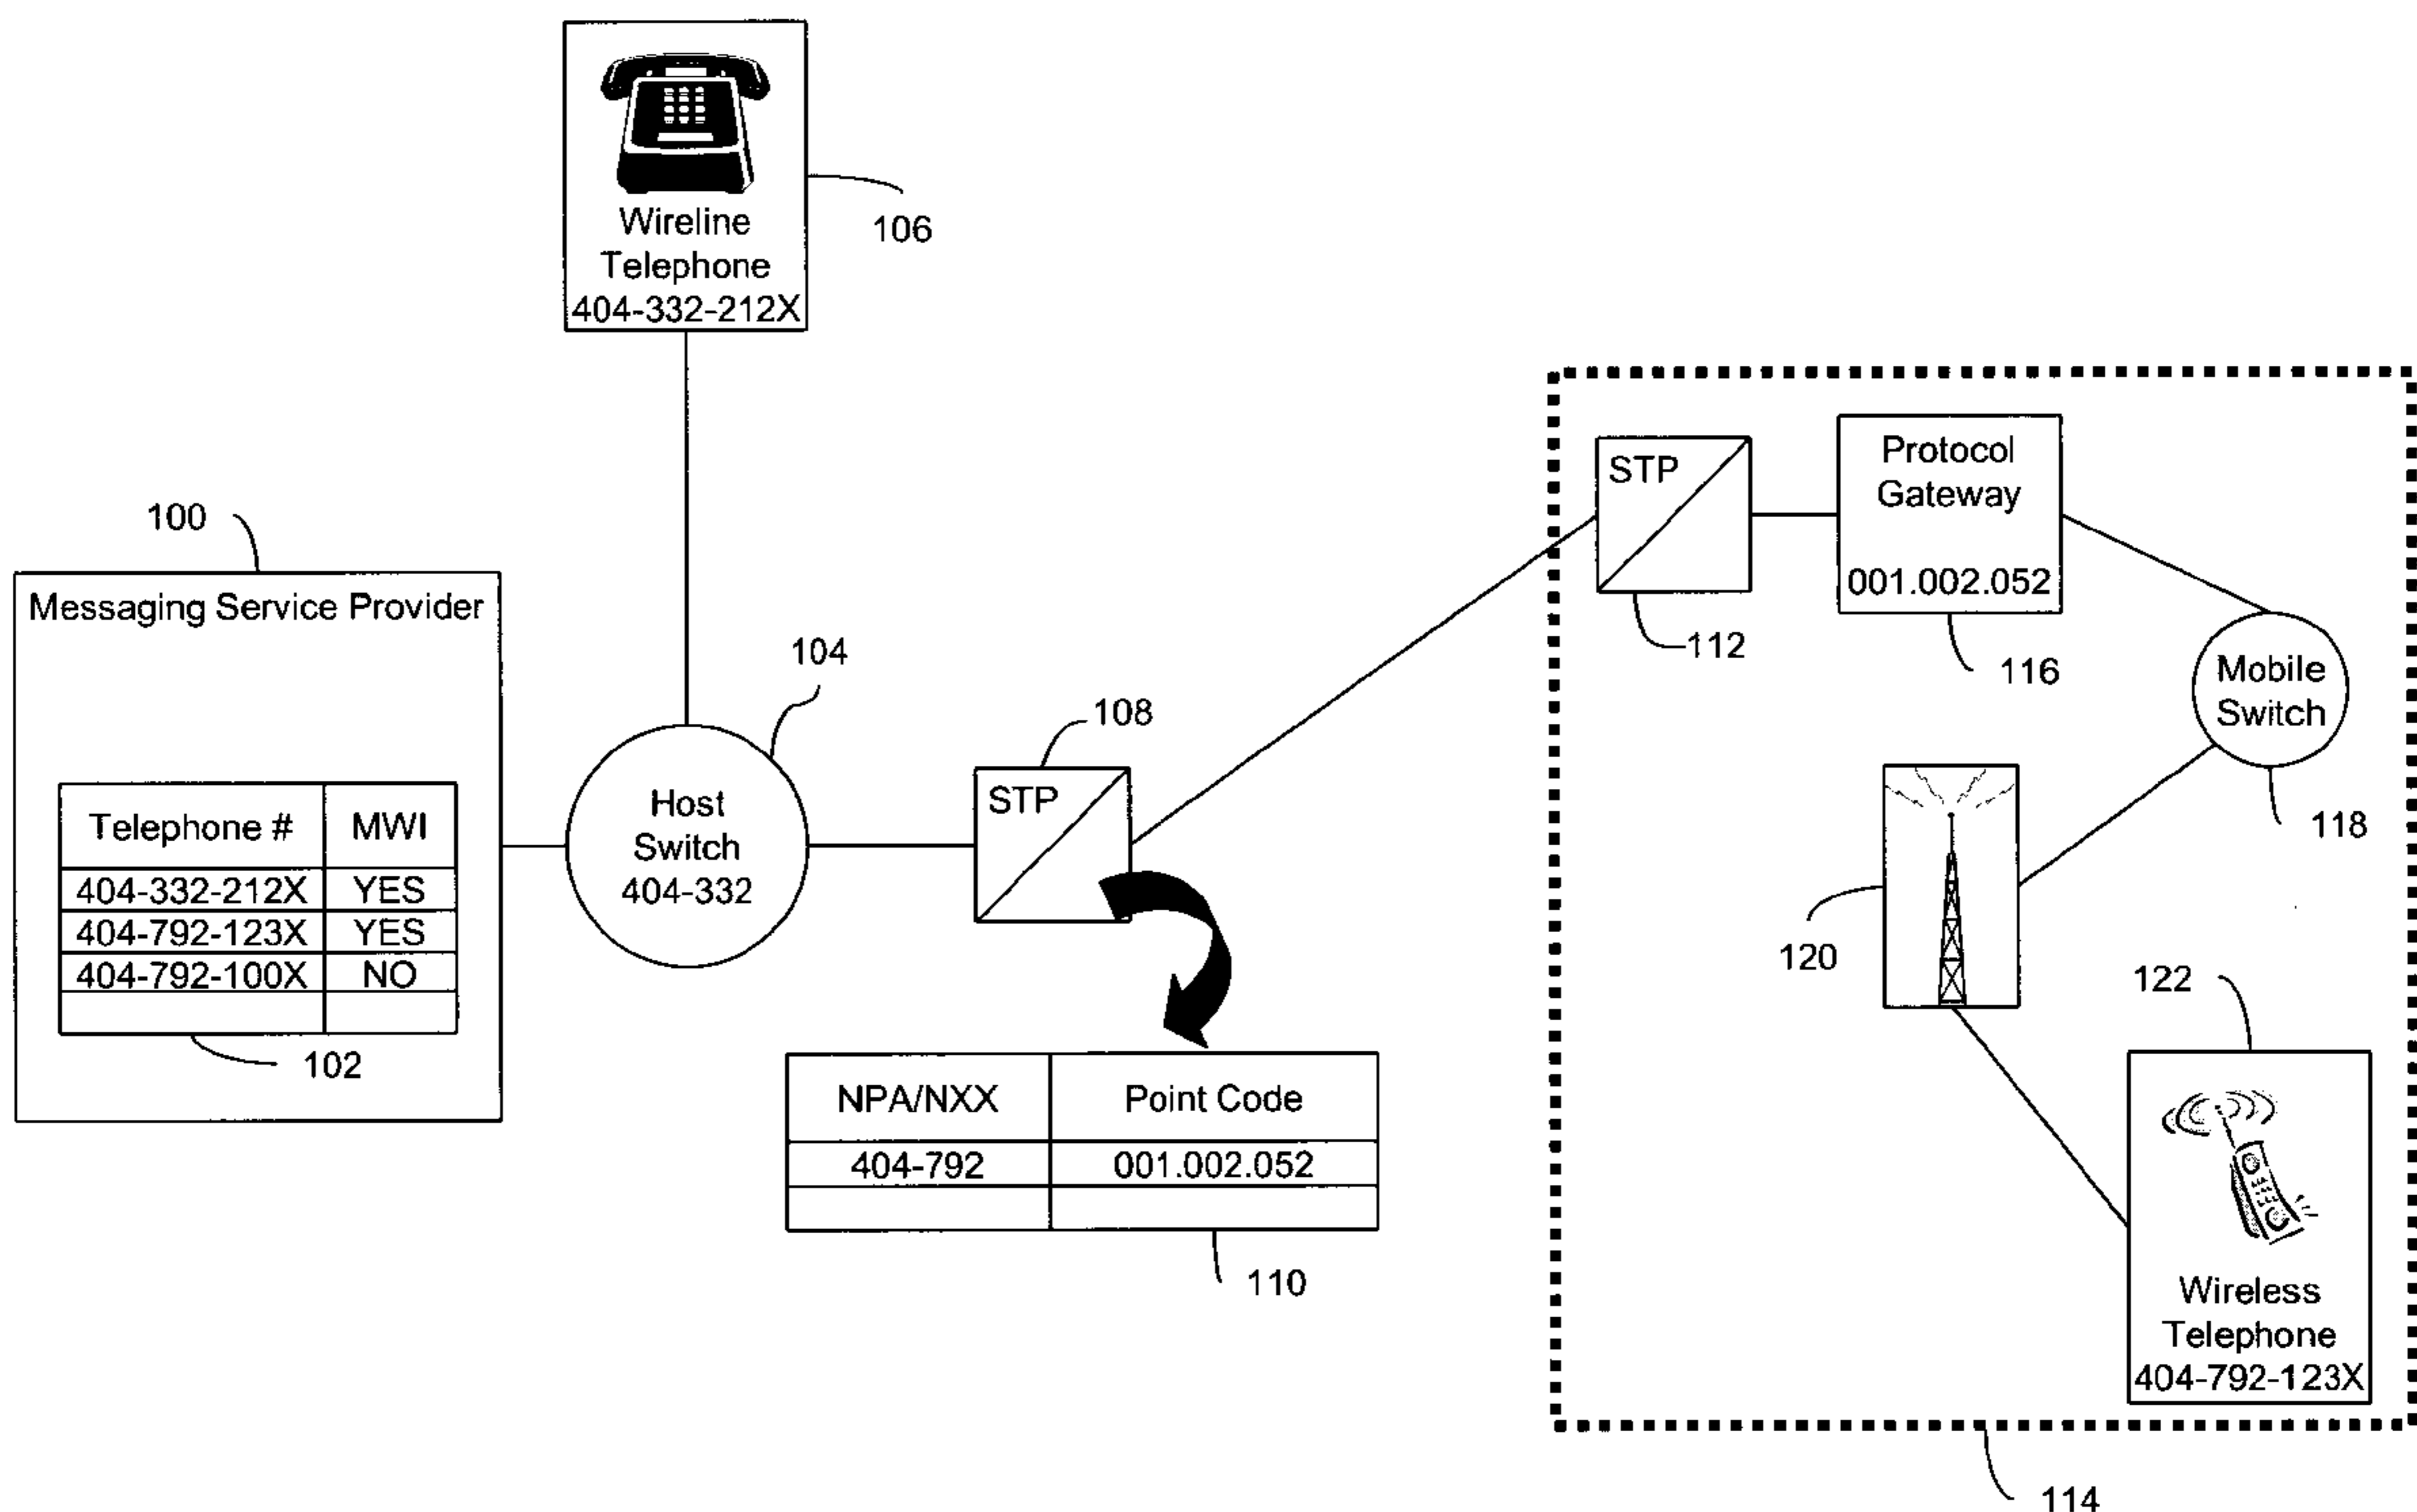 Wireline
Telephone
404-332-212X
106
100
Messaging Service Provider
Telephone # MWI
404-332-212X YES
404-792-123X YES
404-792-100X NO
102
104
Host
Switch
404-332
108
STP
NPA/NXX Point Code
404-792 001.002.052
110
STP
112
Protocol
Gateway
001.002.052
116
Mobile
Switch
118
120
122
Wireless
Telephone
404-792-123X
114